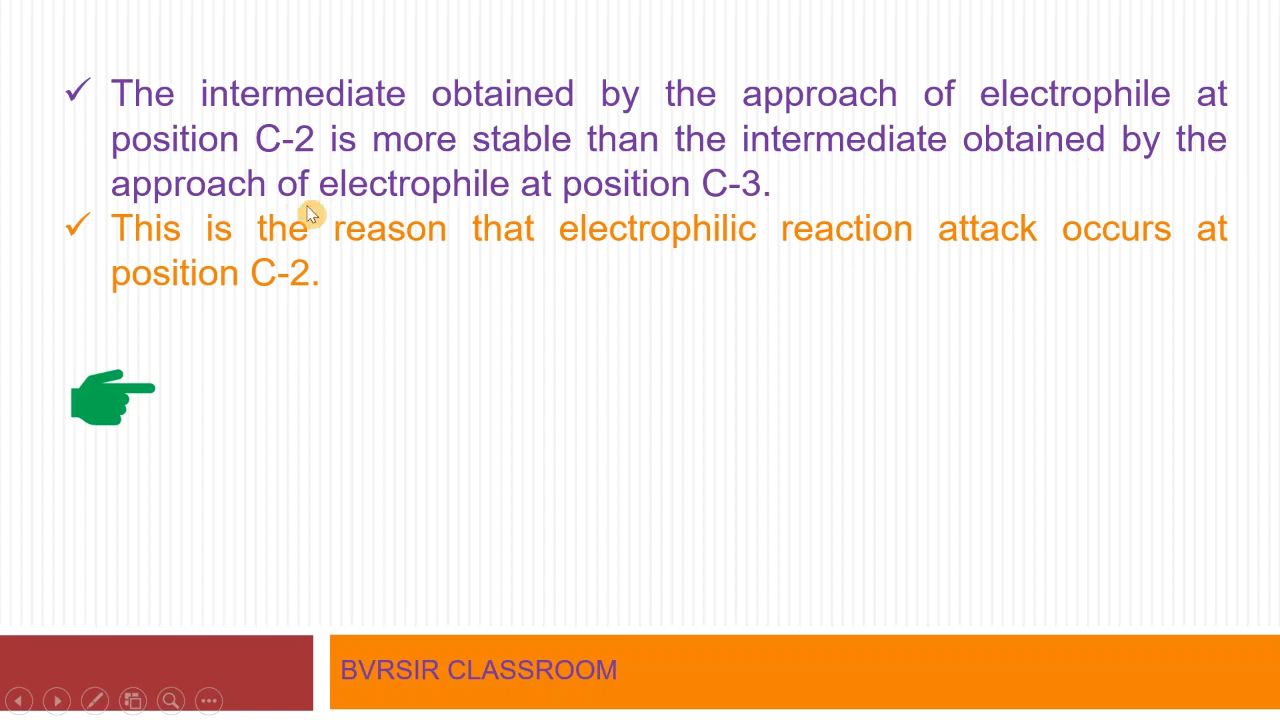 ✓ The intermediate obtained by the approach of electrophile at
position C-2 is more stable than the intermediate obtained by the
approach of electrophile at position C-3.
✓ This is the reason that electrophilic reaction attack occurs at
position C-2.
BVRSIR CLASSROOM